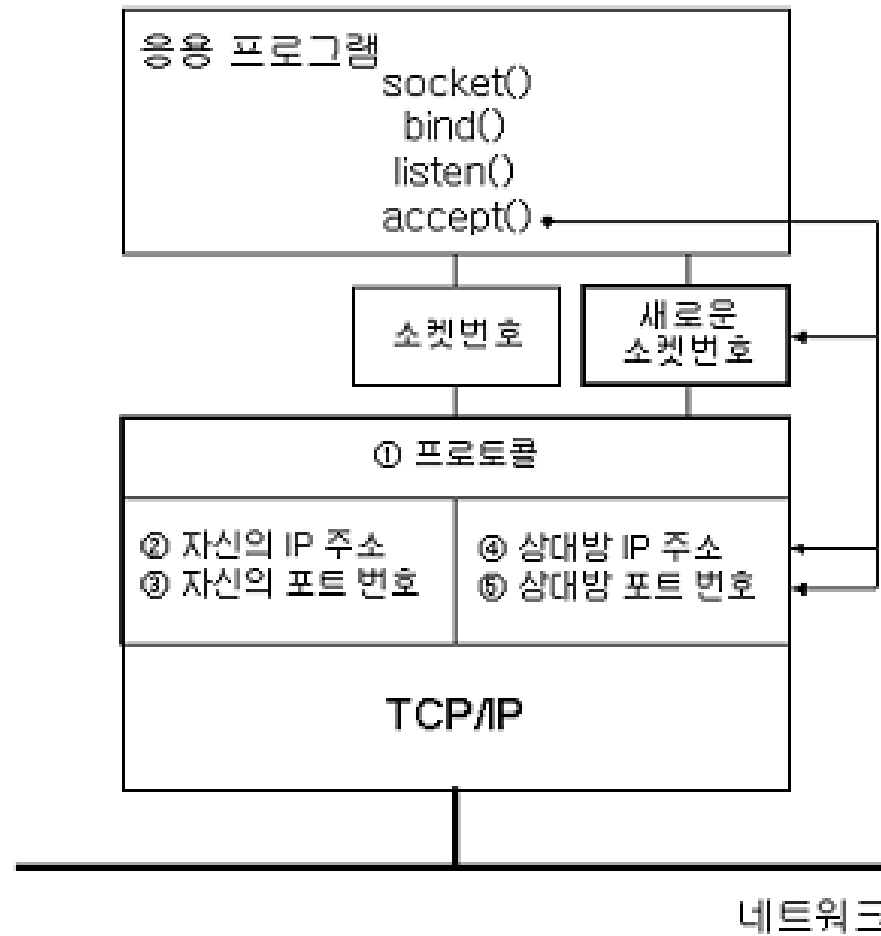 응용 프로그램
socket()
bind()
listen()
accept()
소켓번호
새로운
소켓번호
① 프로토콜
② 자신의 IP 주소
③ 자신의 포트 번호
④ 상대방 IP 주소
⑤ 상대방 포트 번호
TCP/IP
네트워크